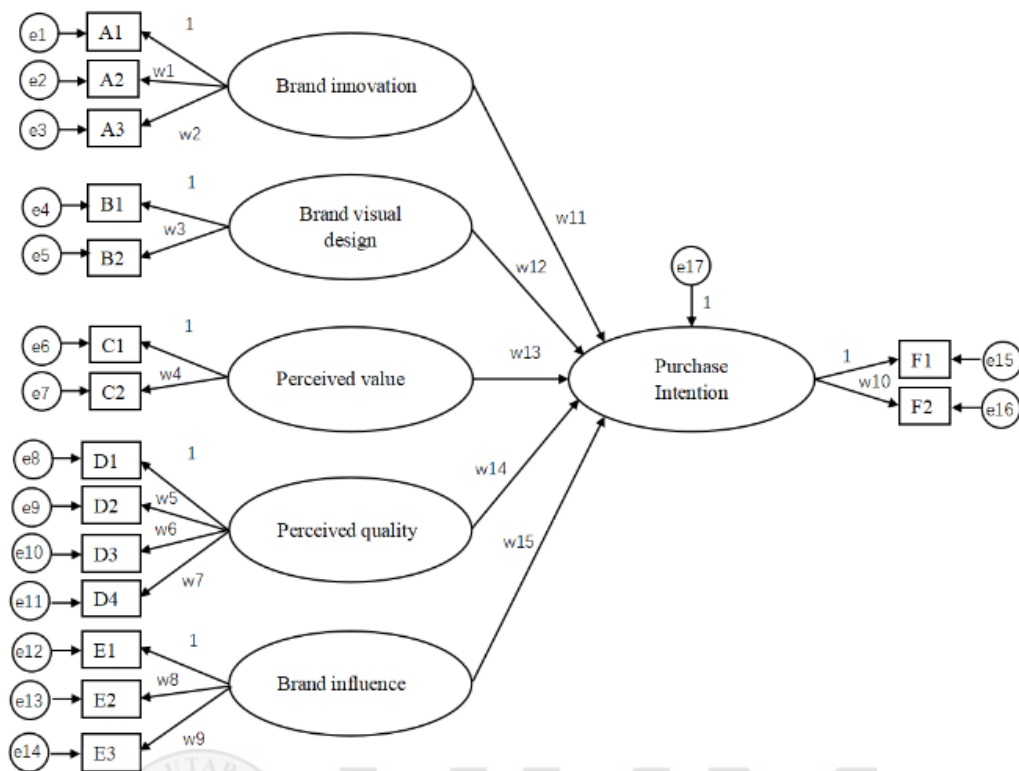 e1 A1 1
e2 A2 w1 Brand innovation
e3 A3 w2
e4 B1 1 Brand visual
e5 B2 w3 design
w11
w12
e17
1
e6 C1 1
e7 C2 w4 Perceived value
w13
Purchase
Intention
1 F1 e15
w10 F2 e16
e8 D1 1
e9 D2 w5
e10 D3 w6 Perceived quality
e11 D4 w7
w14
w15
e12 E1 1
e13 E2 w8 Brand influence
e14 E3 w9